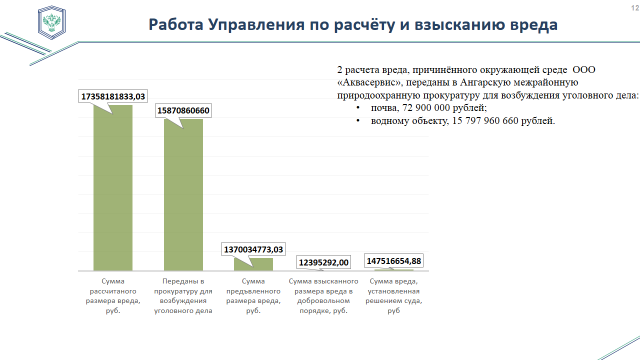 12
Работа Управления по расчёту и взысканию вреда
2 расчета вреда, причинённого окружающей среде ООО
«Аквасервис», переданы в Ангарскую межрайонную
природоохранную прокуратуру для возбуждения уголовного дела:
• почва, 72 900 000 рублей;
• водному объекту, 15 797 960 660 рублей.
17358181833,03
15870860660
1370034773,03
12395292,00
147516654,88
Сумма
рассчитаного
размера вреда,
руб.
Переданы в
прокуратуру для
возбуждения
уголовного дела
Сумма
предъвленного
размера вреда,
руб.
Сумма взысканного
размера вреда в
добровольном
порядке, руб.
Сумма вреда,
установленная
решением суда,
руб